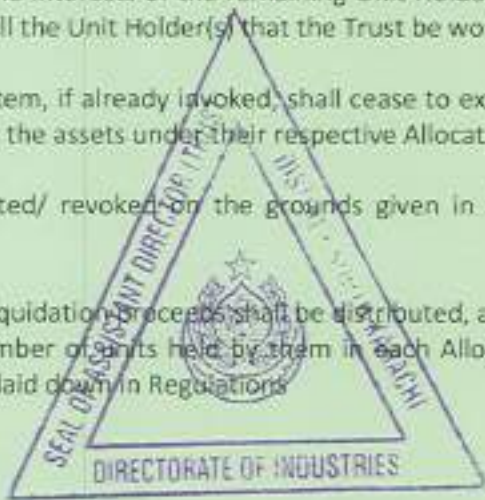 ll the Unit Holder(s) that the Trust be wo
tem, if already invoked, shall cease to ex
the assets under their respective Allocat
ted/ revoked on the grounds given in
quidation proceeds shall be distributed, a
mber of units held by them in each Allo
laid down in Regulations
SEAL OF ASSISTANT DIRECTOR (TRUS
KARACHI
DIRECTORATE OF INDUSTRIES